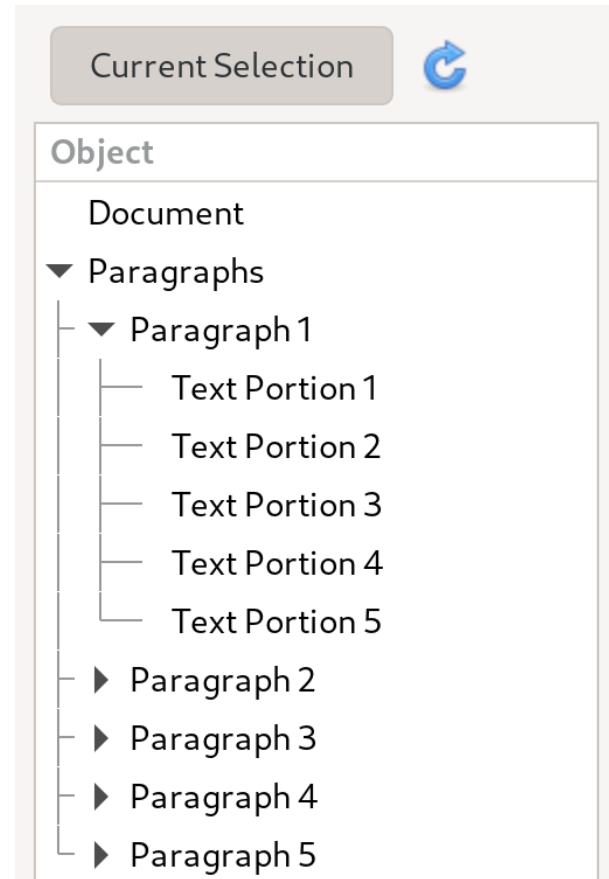 Current Selection
Object
Document
Paragraphs
Paragraph 1
Text Portion 1
Text Portion 2
Text Portion 3
Text Portion 4
Text Portion 5
Paragraph 2
Paragraph 3
Paragraph 4
Paragraph 5